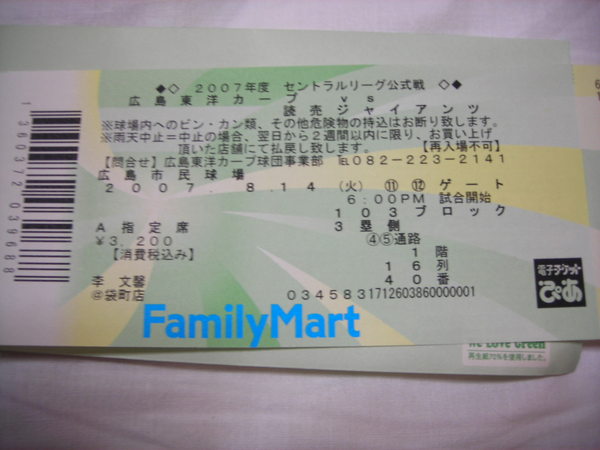 ◆◇ 2007年度 セントラルリーグ公式戦 ◇◆
広島東洋カープ vs 読売ジャイアンツ
※球場内へのビン・カン類、その他危険物の持込はお断り致します。
※雨天中止=中止の場合、翌日から2週間以内に限り、お買い上げ
頂いた店舗にて払戻し致します。 【再入場不可】
【問合せ】広島東洋カープ球団事業部 ℡082-223-2141
広島市民球場
2007. 8.14 (火) ⑪ ⑫ ゲート
6:00PM 試合開始
103ブロック
A指定席 3塁側
¥3,200 ④⑤通路
【消費税込み】 1階
16列
李 文馨 40番
@袋町店 0345831712603860000001
FamilyMart
電子チケット
ぴあ
1360372039688
We Love Green
再生紙70%を使用しました。